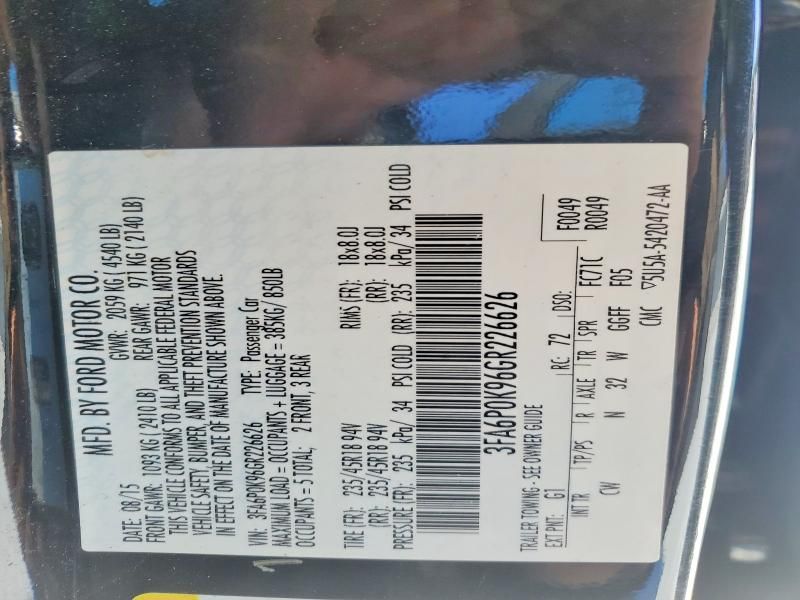 MFD. BY FORD MOTOR CO.
DATE: 08/15 GVWR: 2059 KG ( 4540 LB)
FRONT GAWR: 1093 KG ( 2410 LB) REAR GAWR: 971 KG ( 2140 LB)
THIS VEHICLE CONFORMS TO ALL APPLICABLE FEDERAL MOTOR
VEHICLE SAFETY, BUMPER, AND THEFT PREVENTION STANDARDS
IN EFFECT ON THE DATE OF MANUFACTURE SHOWN ABOVE.
VIN: 3FA6P0K96GR226626 TYPE: Passenger Car
MAXIMUM LOAD = OCCUPANTS + LUGGAGE = 385KG/ 850LB
OCCUPANTS = 5 TOTAL; 2 FRONT, 3 REAR
TIRE (FR): 235/45R18 94V RIMS (FR): 18x8.0J
(RR): 235/45R18 94V (RR): 18x8.0J
PRESSURE (FR): 235 kPa/ 34 PSI COLD (RR): 235 kPa/ 34 PSI COLD
3FA6P0K96GR226626
TRAILER TOWING - SEE OWNER GUIDE F0049
EXT PNT: G1 RC: 72 DSO: R0049
INT TR TP/PS R AXLE TR SPR FC71C
CW N 32 W GGFF F05
CMC ▽5U5A-5420472-AA